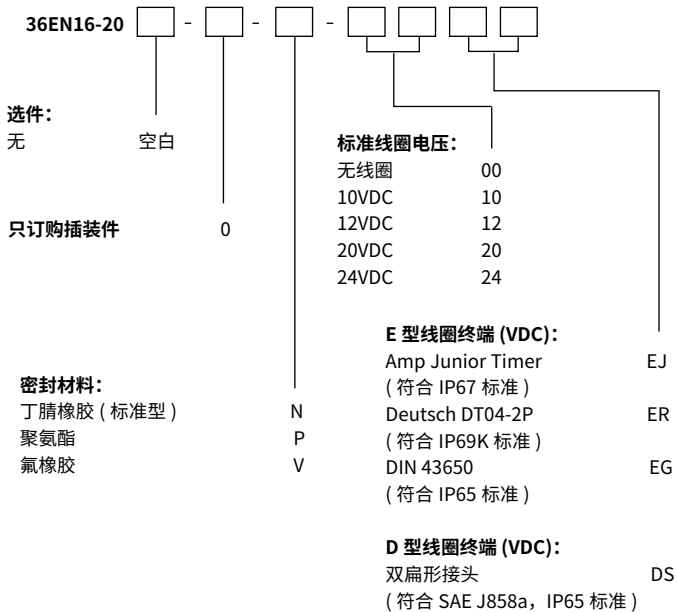 36EN16-20 - - -
选件：
无 空白
只订购插装件 0
密封材料：
丁腈橡胶 ( 标准型 ) N
聚氨酯 P
氟橡胶 V
标准线圈电压：
无线圈 00
10VDC 10
12VDC 12
20VDC 20
24VDC 24
E 型线圈终端 (VDC)：
Amp Junior Timer EJ
( 符合 IP67 标准 )
Deutsch DT04-2P ER
( 符合 IP69K 标准 )
DIN 43650 EG
( 符合 IP65 标准 )
D 型线圈终端 (VDC)：
双扁形接头 DS
( 符合 SAE J858a，IP65 标准 )